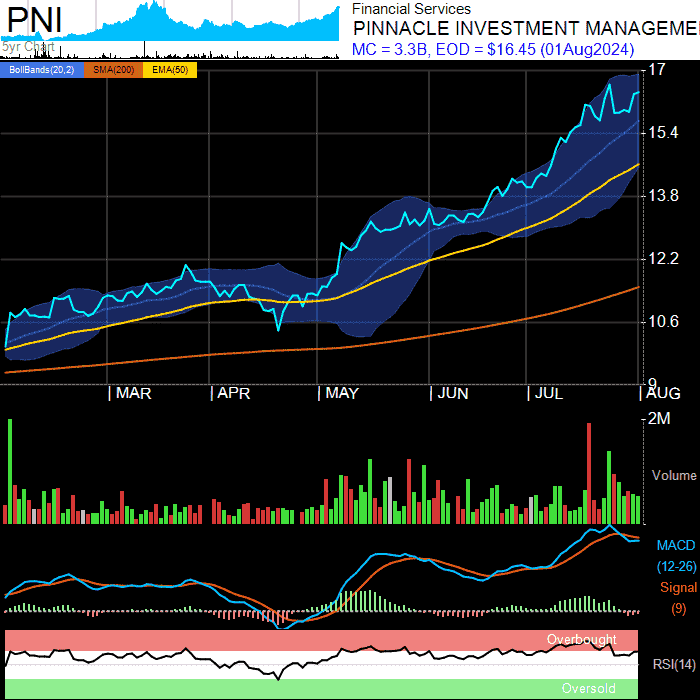 PNI
5yr Chart
Financial Services
PINNACLE INVESTMENT MANAGEME
MC = 3.3B, EOD = $16.45 (01Aug2024)
BollBands(20,2) SMA(200) EMA(50)
17
15.4
13.8
12.2
10.6
9
MAR APR MAY JUN JUL AUG
2M
Volume
MACD
(12-26)
Signal
(9)
Overbought
RSI(14)
Oversold